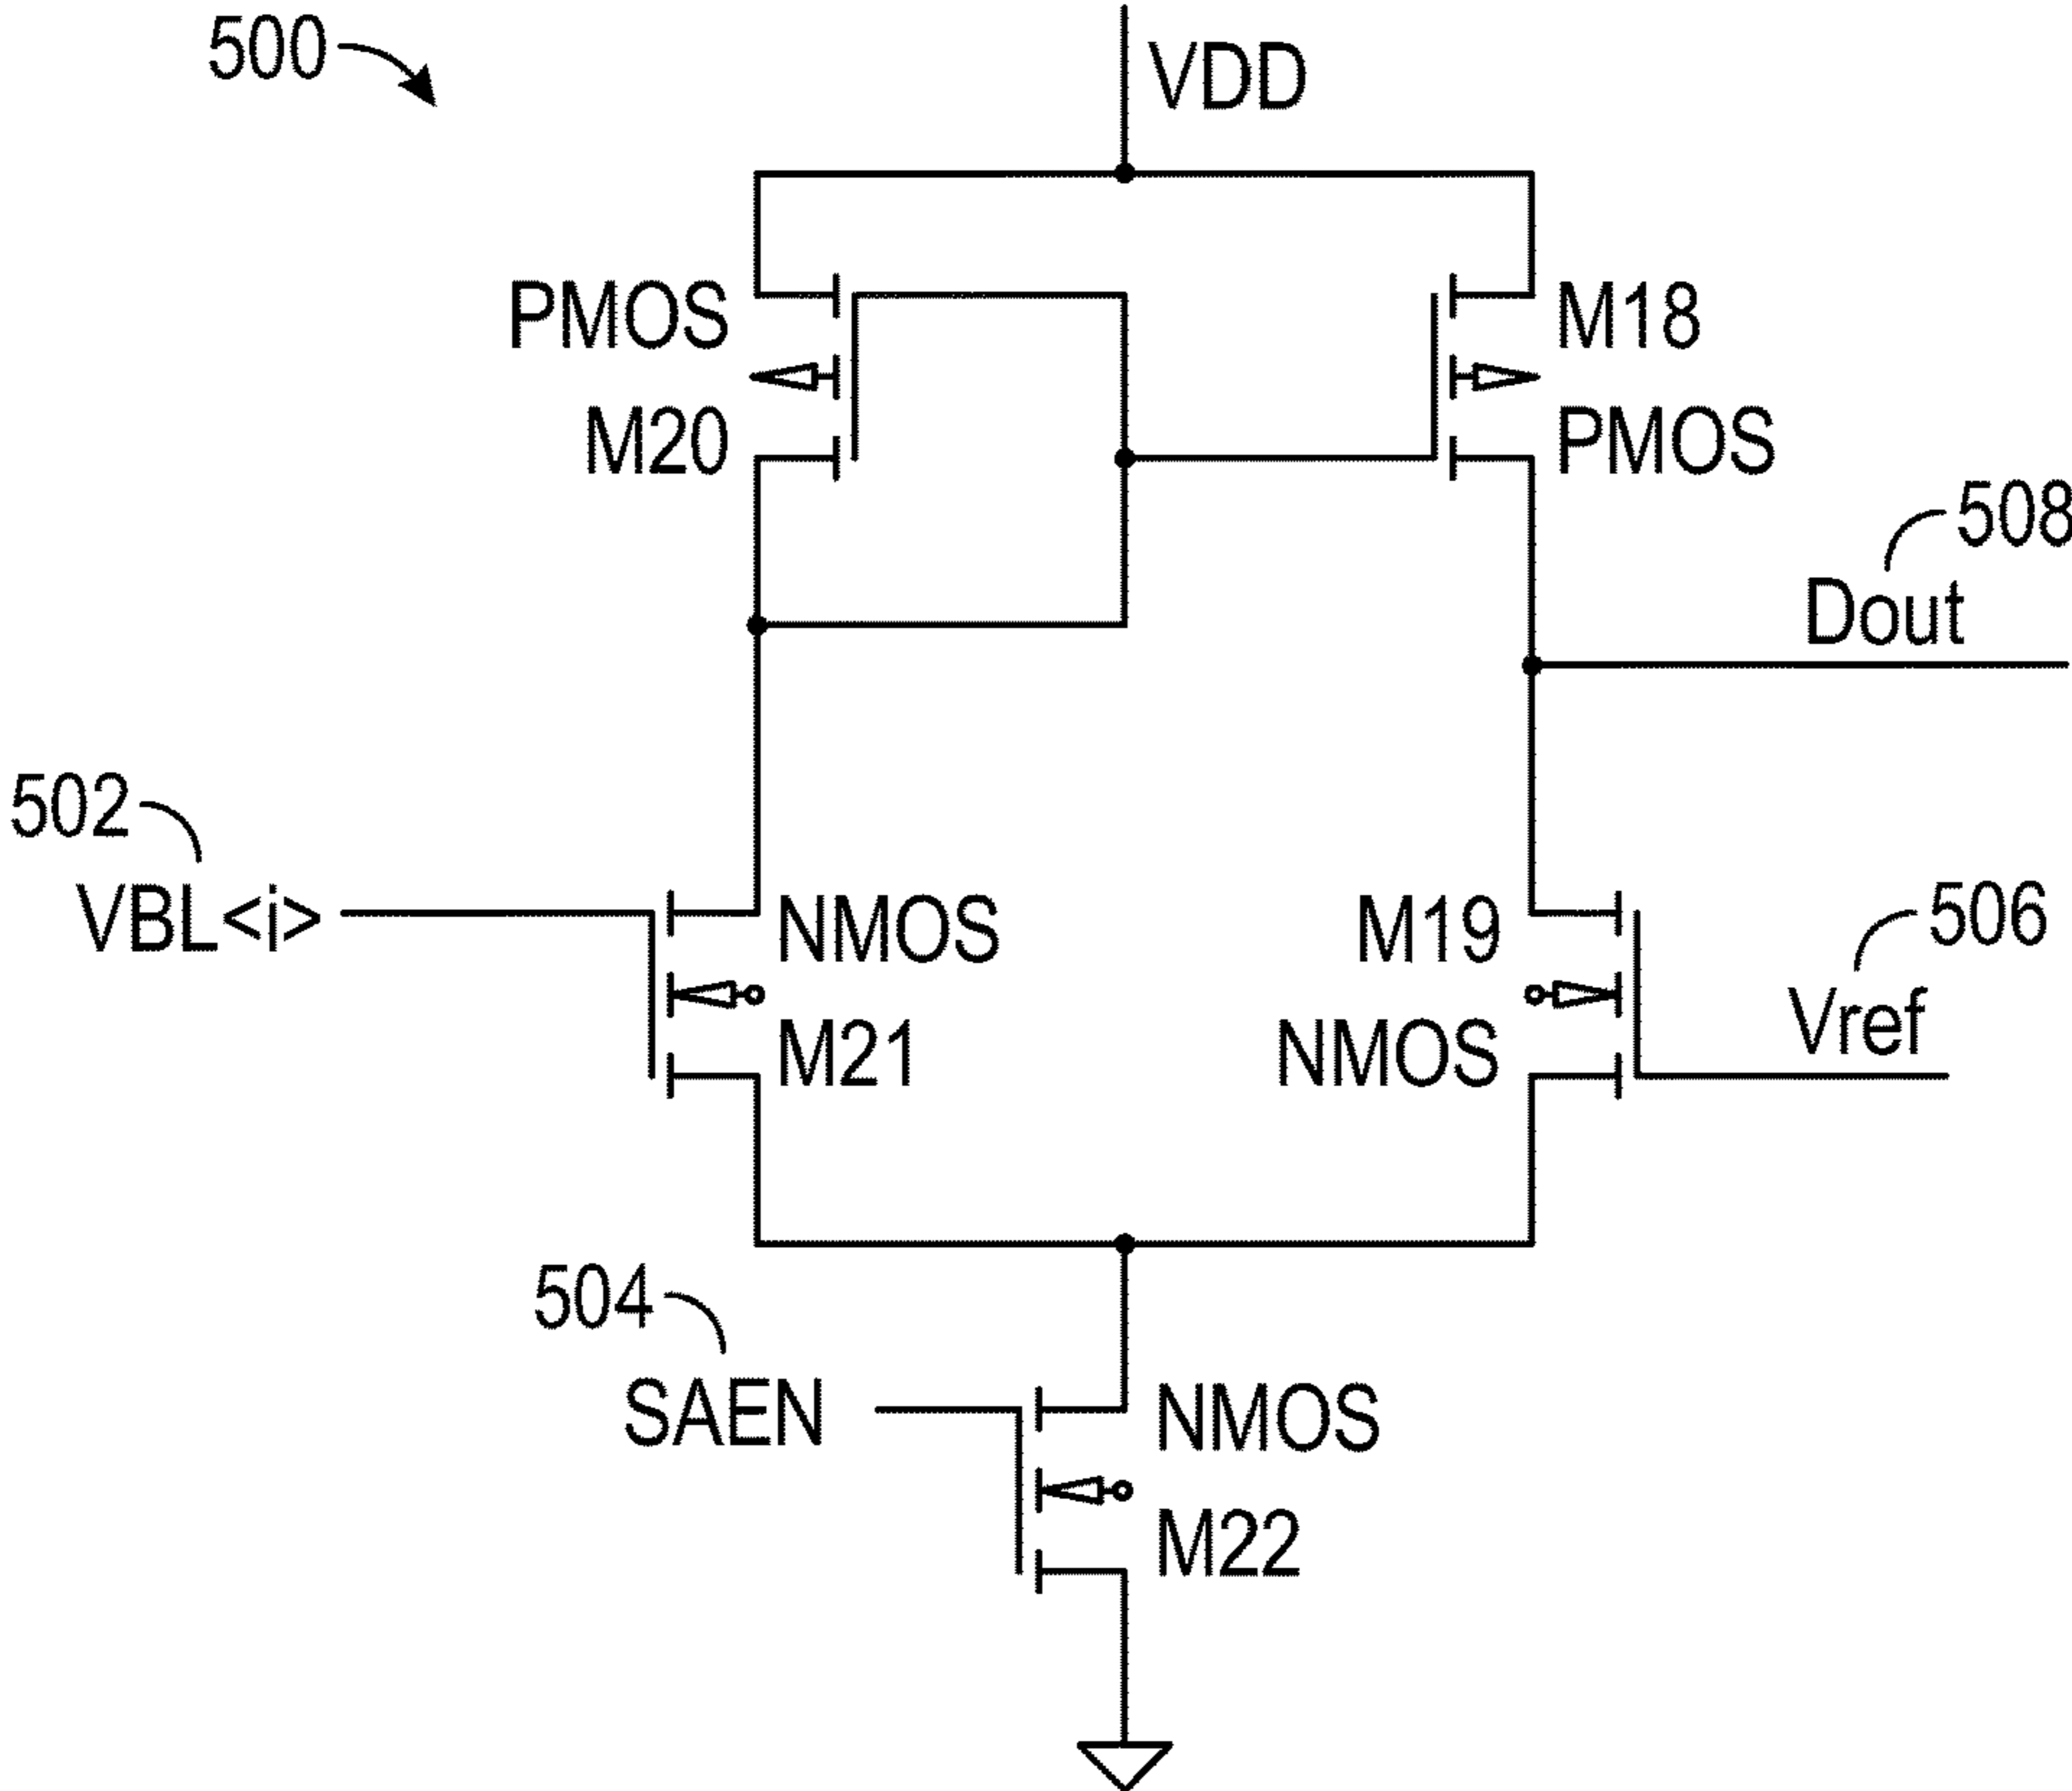 500
VDD
PMOS
M20
M18
PMOS
508
Dout
502
VBL<i>
NMOS
M21
M19
NMOS
506
Vref
504
SAEN
NMOS
M22